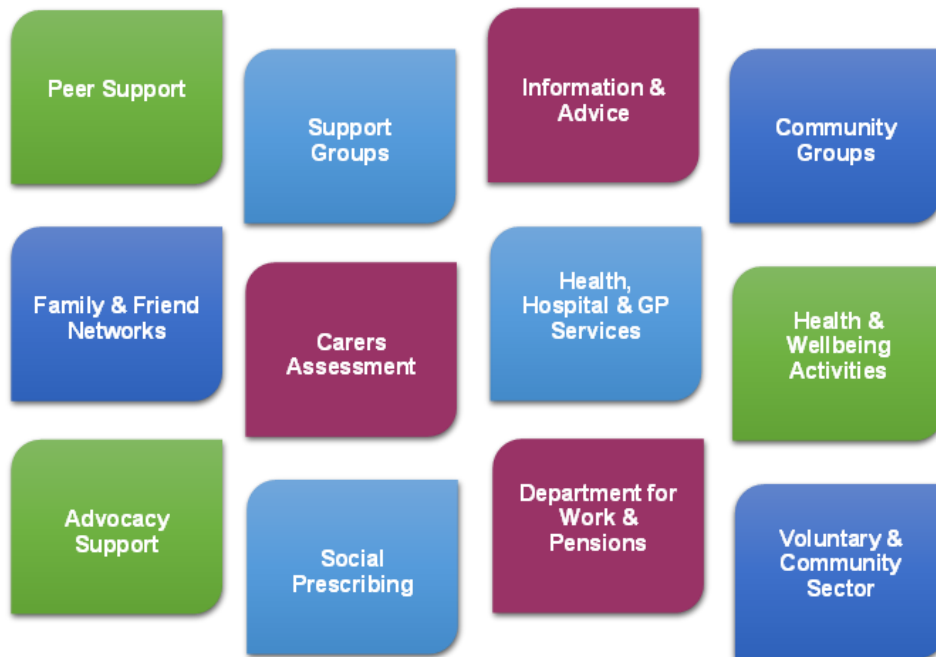 Peer Support
Support
Groups
Information &
Advice
Community
Groups
Family & Friend
Networks
Carers
Assessment
Health,
Hospital & GP
Services
Health &
Wellbeing
Activities
Advocacy
Support
Social
Prescribing
Department for
Work &
Pensions
Voluntary &
Community
Sector